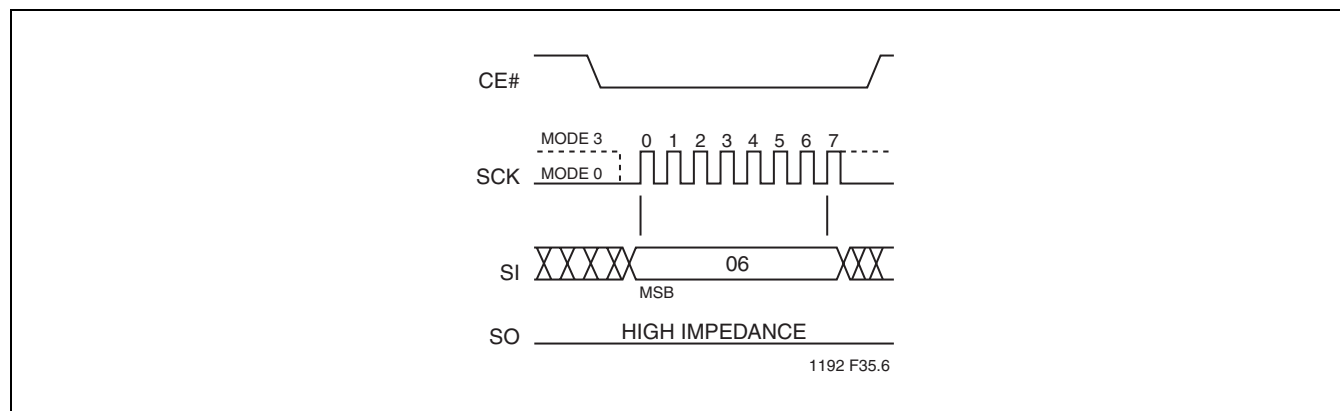 CE#
MODE 3
0 1 2 3 4 5 6 7
SCK
MODE 0
SI
06
MSB
SO
HIGH IMPEDANCE
1192 F35.6